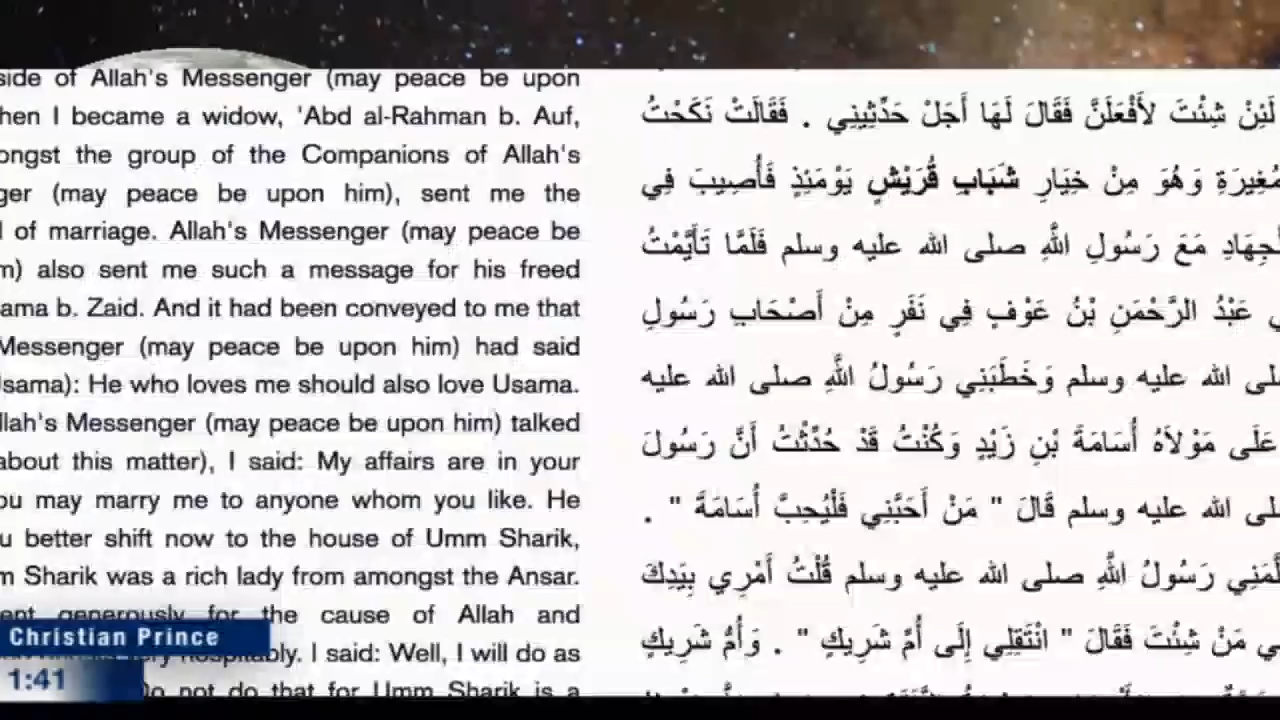 side of Allah's Messenger (may peace be upon
hen I became a widow, 'Abd al-Rahman b. Auf,
ongst the group of the Companions of Allah's
ger (may peace be upon him), sent me the
l of marriage. Allah's Messenger (may peace be
m) also sent me such a message for his freed
ama b. Zaid. And it had been conveyed to me that
Messenger (may peace be upon him) had said
Jsama): He who loves me should also love Usama.
llah's Messenger (may peace be upon him) talked
about this matter), I said: My affairs are in your
ou may marry me to anyone whom you like. He
u better shift now to the house of Umm Sharik,
m Sharik was a rich lady from amongst the Ansar.
ent generously for the cause of Allah and
hospitably. I said: Well, I will do as
Do not do that for Umm Sharik is a
لَئِنْ شِئْتَ لأَفْعَلَنَّ فَقَالَ لَهَا أَجَلْ حَدِّثِينِي . فَقَالَتْ نَكَحْتُ
مُغِيرَةِ وَهُوَ مِنْ خِيَارِ شَبَابِ قُرَيْشٍ يَوْمَئِذٍ فَأُصِيبَ فِي
لْجِهَادِ مَعَ رَسُولِ اللَّهِ صلى الله عليه وسلم فَلَمَّا تَأَيَّمْتُ
ي عَبْدُ الرَّحْمَنِ بْنُ عَوْفٍ فِي نَفَرٍ مِنْ أَصْحَابِ رَسُولِ
لى الله عليه وسلم وَخَطَبَنِي رَسُولُ اللَّهِ صلى الله عليه
عَلَى مَوْلاَهُ أُسَامَةَ بْنِ زَيْدٍ وَكُنْتُ قَدْ حُدِّثْتُ أَنَّ رَسُولَ
لى الله عليه وسلم قَالَ " مَنْ أَحَبَّنِي فَلْيُحِبَّ أُسَامَةَ " .
لَّمَنِي رَسُولُ اللَّهِ صلى الله عليه وسلم قُلْتُ أَمْرِي بِيَدِكَ
ي مَنْ شِئْتَ فَقَالَ " انْتَقِلِي إِلَى أُمِّ شَرِيكٍ " . وَأُمُّ شَرِيكٍ
Christian Prince
1:41